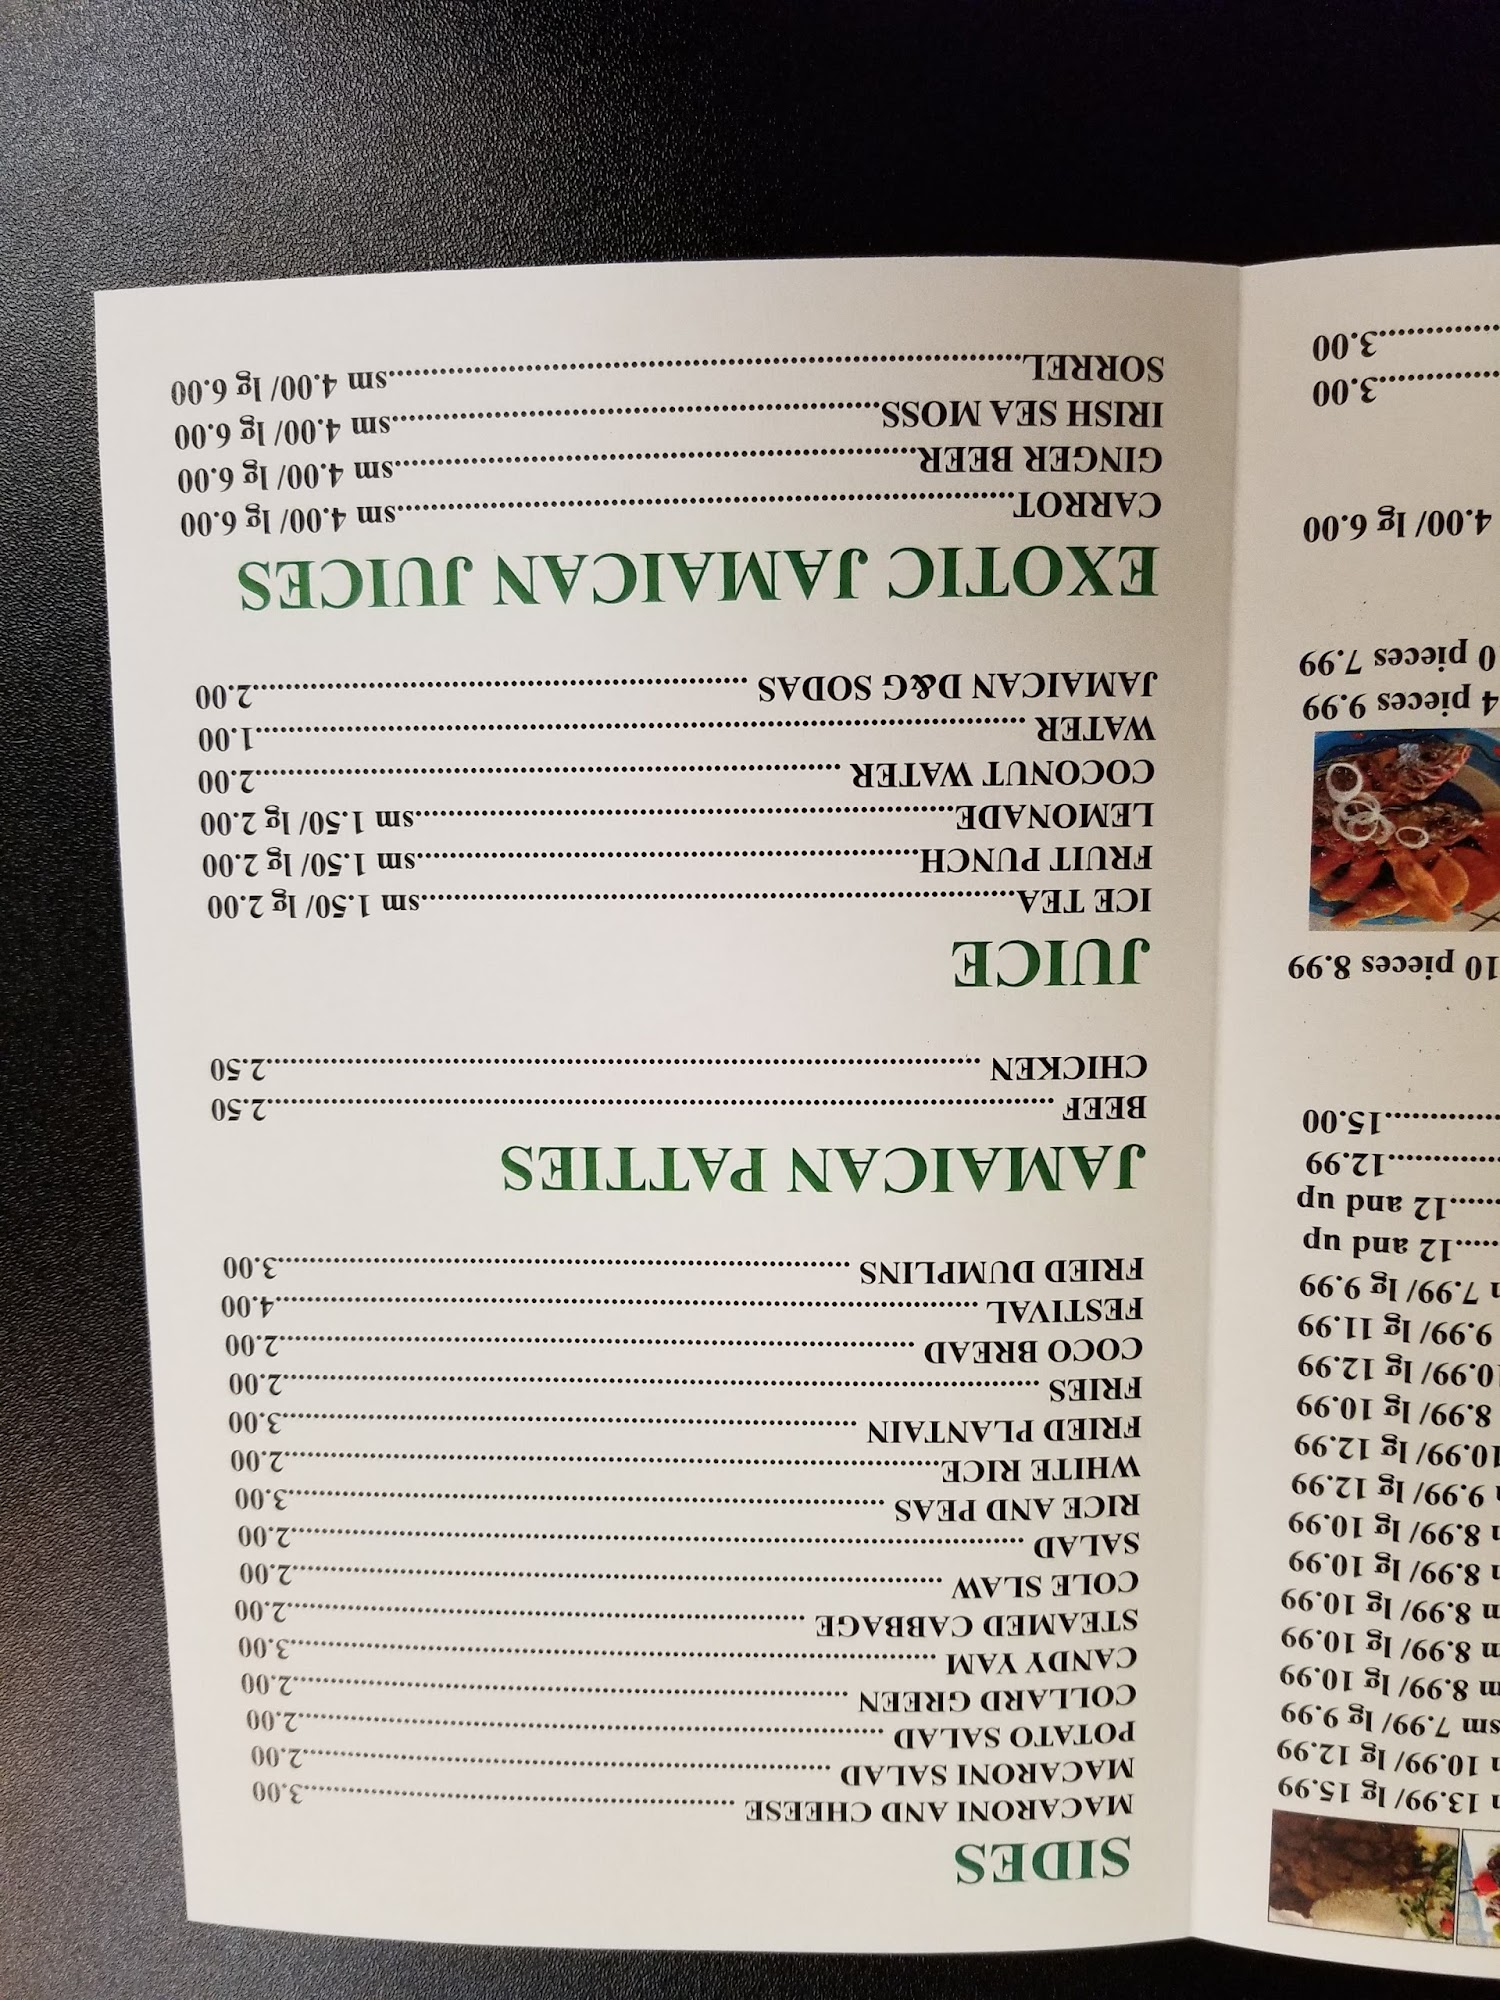 13.99/ lg 15.99
10.99/ lg 12.99
sm 7.99/ lg 9.99
m 8.99/ lg 10.99
m 8.99/ lg 10.99
m 8.99/ lg 10.99
8.99/ lg 10.99
8.99/ lg 10.99
9.99/ lg 12.99
10.99/ lg 12.99
8.99/ lg 10.99
10.99/ lg 12.99
9.99/ lg 11.99
7.99/ lg 9.99
12 and up
12 and up
12.99
15.00
10 pieces 8.99
4 pieces 9.99
0 pieces 7.99
4.00/ lg 6.00
3.00
3.00
SIDES
MACARONI AND CHEESE 3.00
MACARONI SALAD 2.00
POTATO SALAD 2.00
COLLARD GREEN 2.00
CANDY YAM 3.00
STEAMED CABBAGE 2.00
COLE SLAW 2.00
SALAD 2.00
RICE AND PEAS 3.00
WHITE RICE 2.00
FRIED PLANTAIN 3.00
FRIES 2.00
COCO BREAD 2.00
FESTIVAL 4.00
FRIED DUMPLINS 3.00
JAMAICAN PATTIES
BEEF 2.50
CHICKEN 2.50
JUICE
ICE TEA sm 1.50/ lg 2.00
FRUIT PUNCH sm 1.50/ lg 2.00
LEMONADE sm 1.50/ lg 2.00
COCONUT WATER 2.00
WATER 1.00
JAMAICAN D&G SODAS 2.00
EXOTIC JAMAICAN JUICES
CARROT sm 4.00/ lg 6.00
GINGER BEER sm 4.00/ lg 6.00
IRISH SEA MOSS sm 4.00/ lg 6.00
SORREL sm 4.00/ lg 6.00